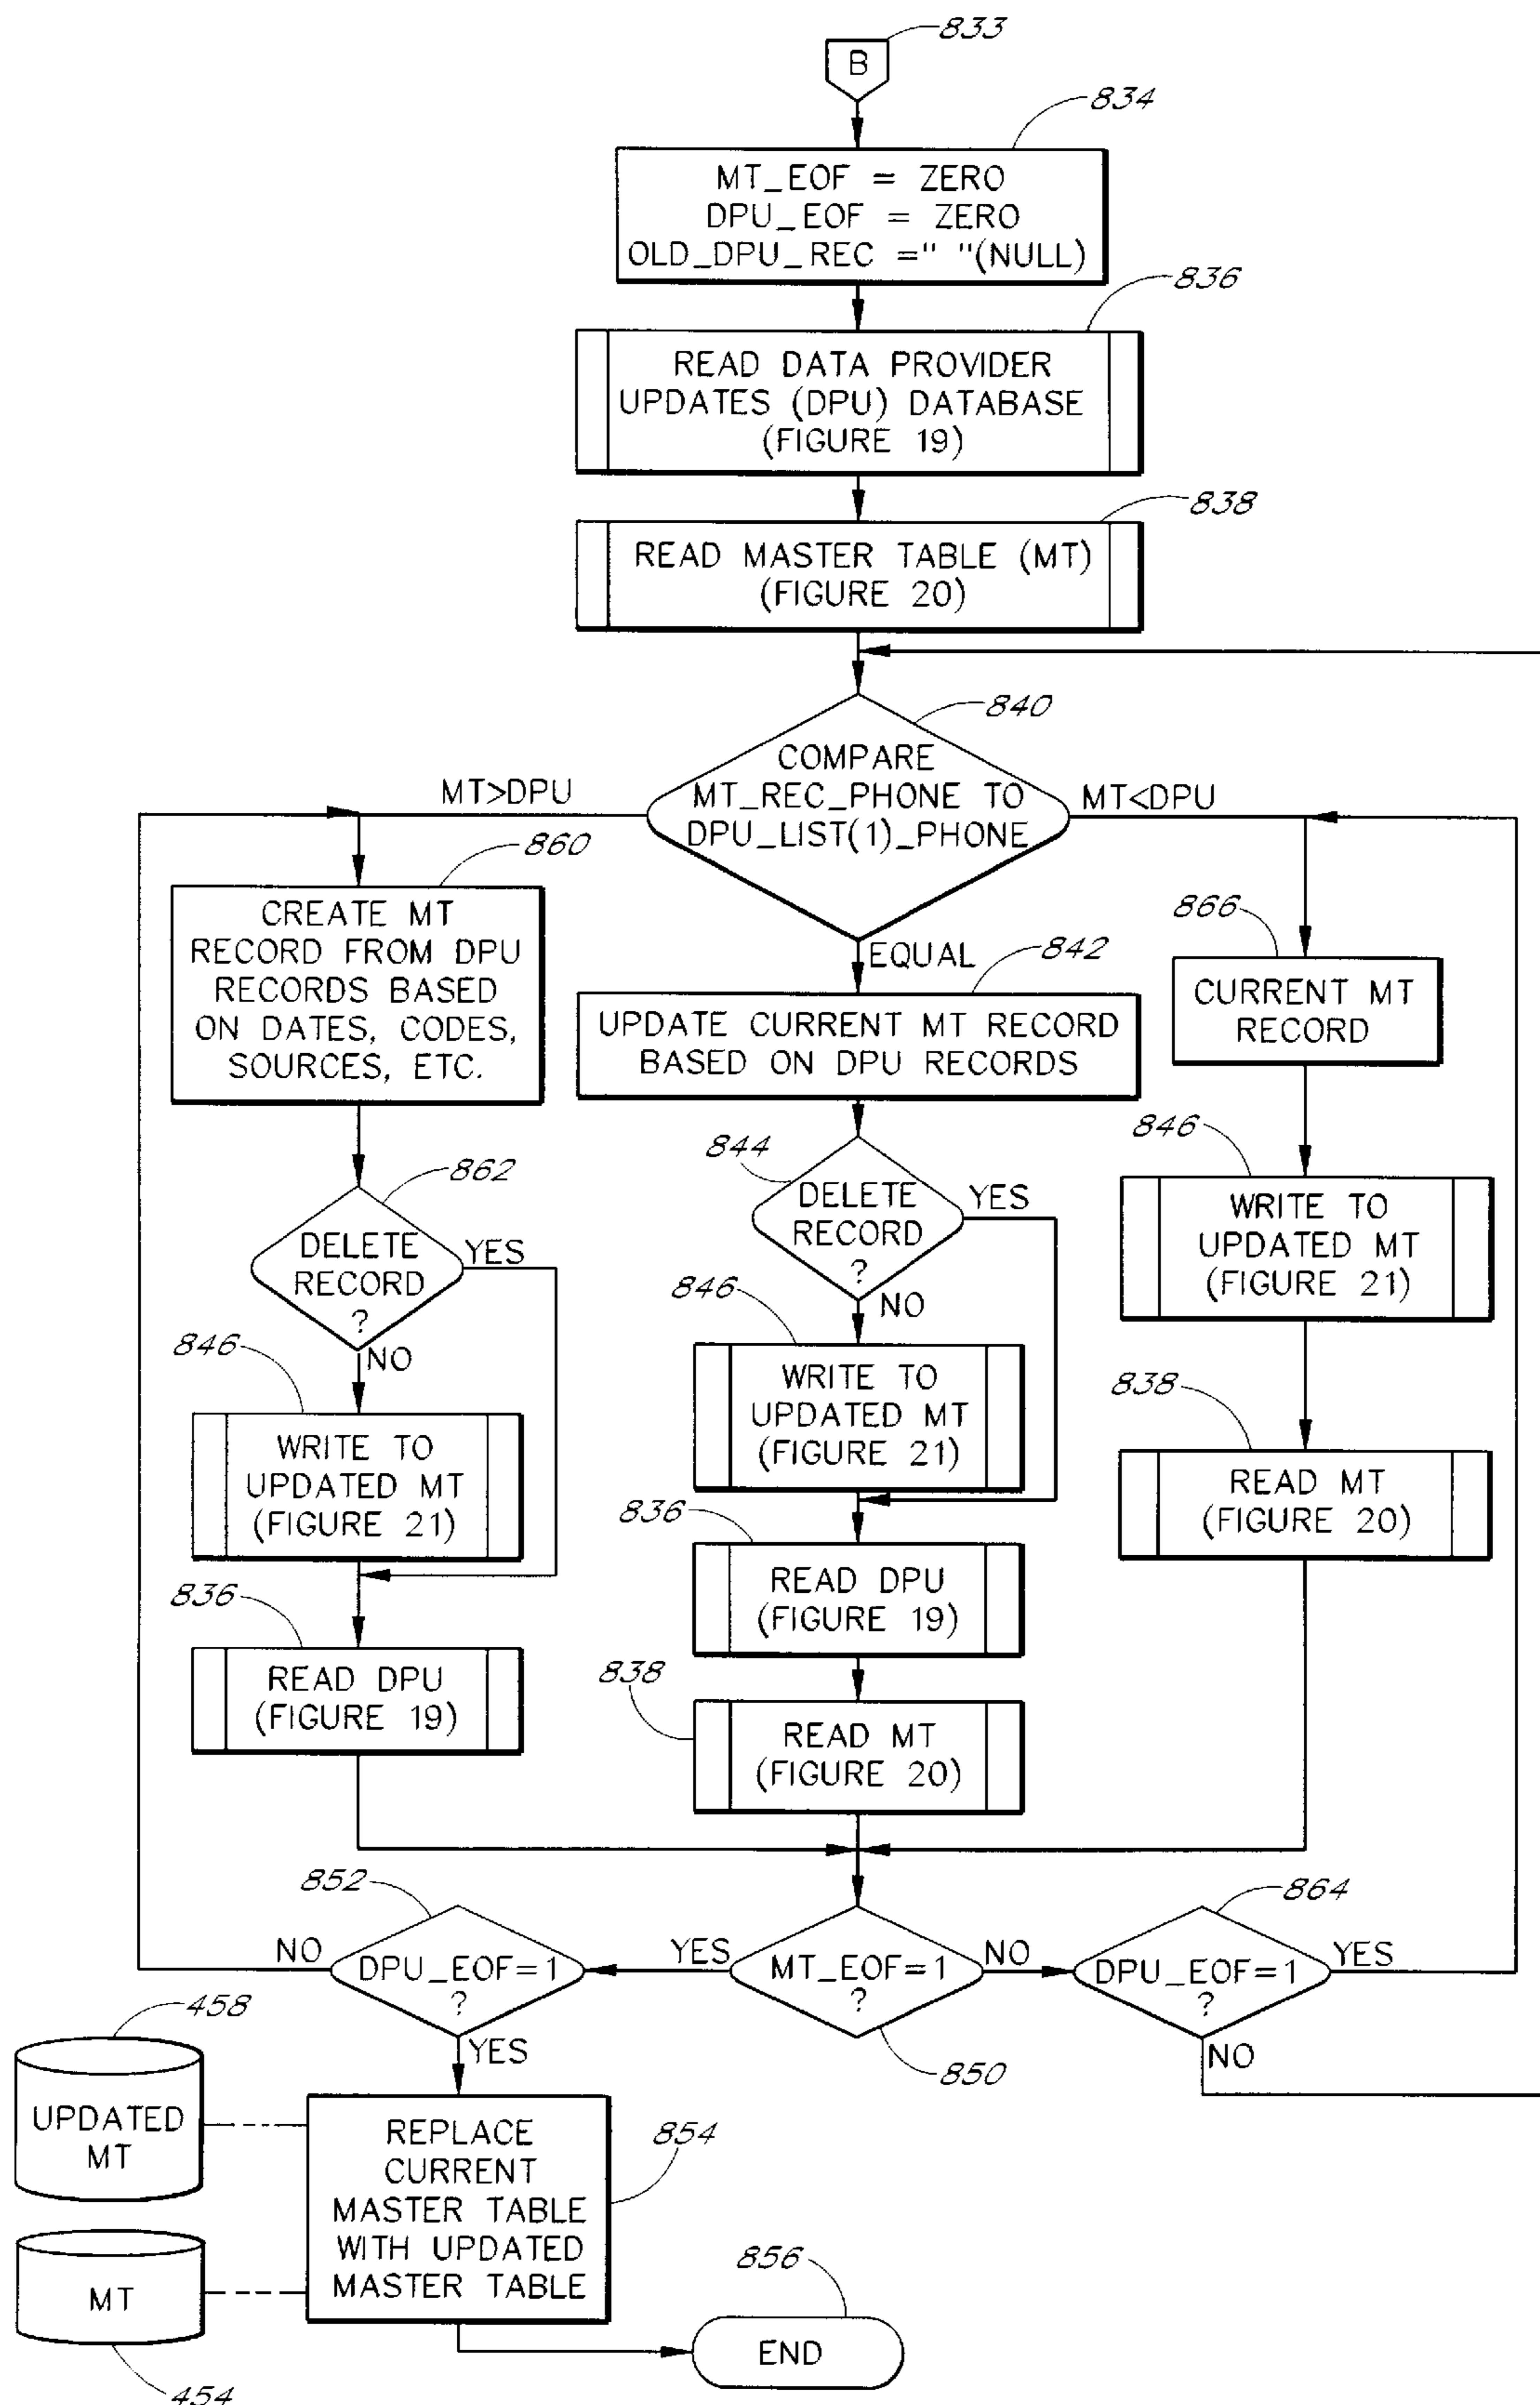 833
B
834
MT_EOF = ZERO
DPU_EOF = ZERO
OLD_DPU_REC =" "(NULL)
836
READ DATA PROVIDER
UPDATES (DPU) DATABASE
(FIGURE 19)
838
READ MASTER TABLE (MT)
(FIGURE 20)
840
COMPARE
MT_REC_PHONE TO
DPU_LIST(1)_PHONE
MT>DPU
MT<DPU
EQUAL
860
CREATE MT
RECORD FROM DPU
RECORDS BASED
ON DATES, CODES,
SOURCES, ETC.
862
DELETE
RECORD
?
YES
NO
846
WRITE TO
UPDATED MT
(FIGURE 21)
836
READ DPU
(FIGURE 19)
842
UPDATE CURRENT MT RECORD
BASED ON DPU RECORDS
844
DELETE
RECORD
?
YES
NO
846
WRITE TO
UPDATED MT
(FIGURE 21)
836
READ DPU
(FIGURE 19)
838
READ MT
(FIGURE 20)
866
CURRENT MT
RECORD
846
WRITE TO
UPDATED MT
(FIGURE 21)
838
READ MT
(FIGURE 20)
852
NO
DPU_EOF=1
?
YES
YES
MT_EOF=1
?
NO
850
864
DPU_EOF=1
?
YES
NO
458
UPDATED
MT
MT
454
REPLACE
CURRENT
MASTER TABLE
WITH UPDATED
MASTER TABLE
854
856
END